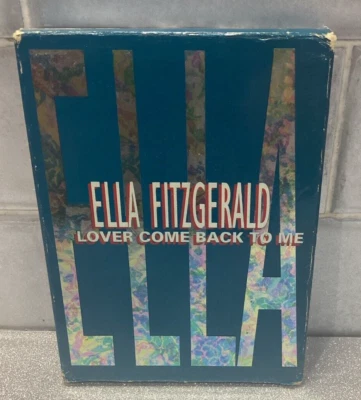 ELLA
ELLA FITZGERALD
LOVER COME BACK TO ME